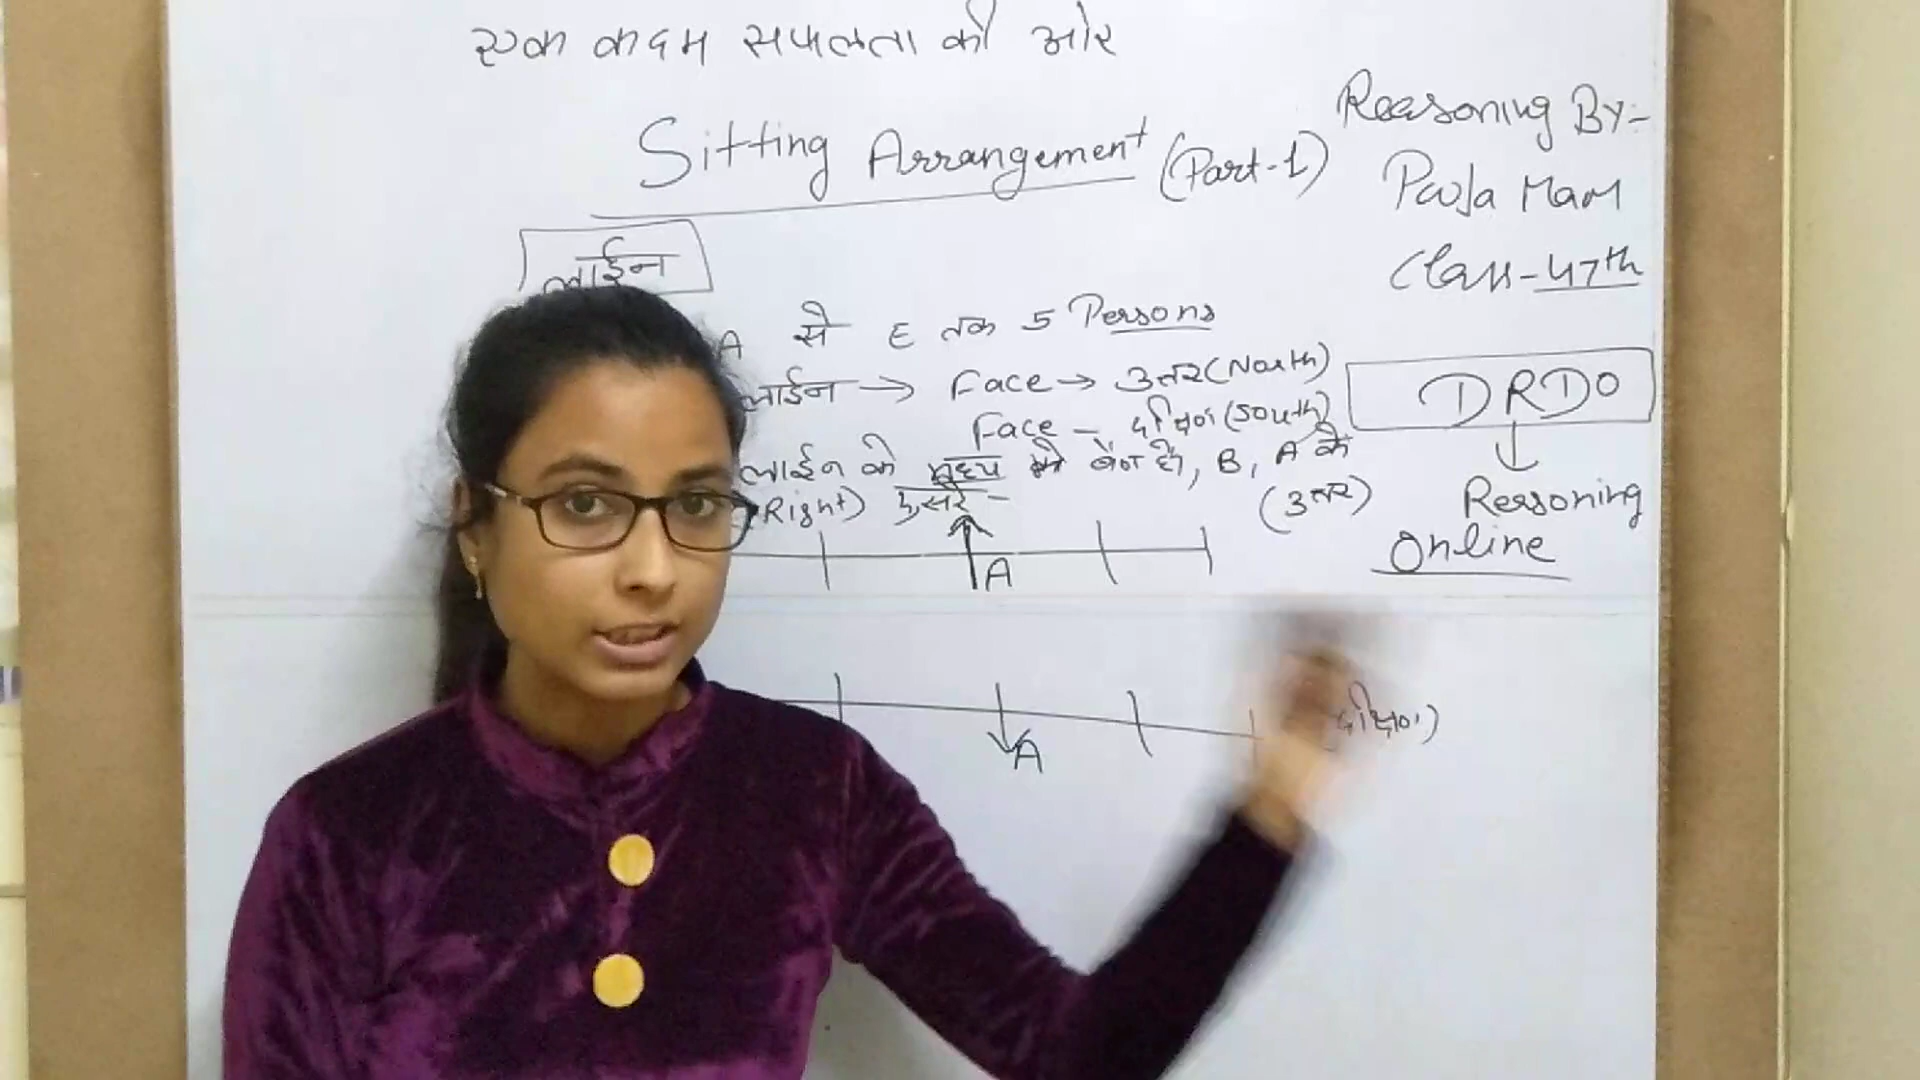 एक कदम सफलता की ओर
Sitting Arrangement (Part-1)
Reasoning By-
Pooja Mam
Class-47th
लाईन
A से E तक 5 Persons
लाईन → Face → उत्तर (North)
Face - दक्षिण (South)
लाईन के मध्य बैठा है, B, A के
(Right) दूसरे -
(उत्तर)
A
A
(दक्षिण)
DRDO
Reasoning
Online